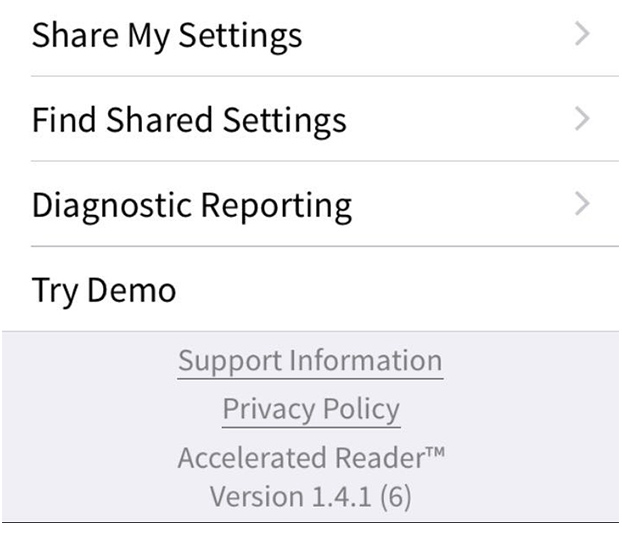 Share My Settings
Find Shared Settings
Diagnostic Reporting
Try Demo
Support Information
Privacy Policy
Accelerated Reader™
Version 1.4.1 (6)